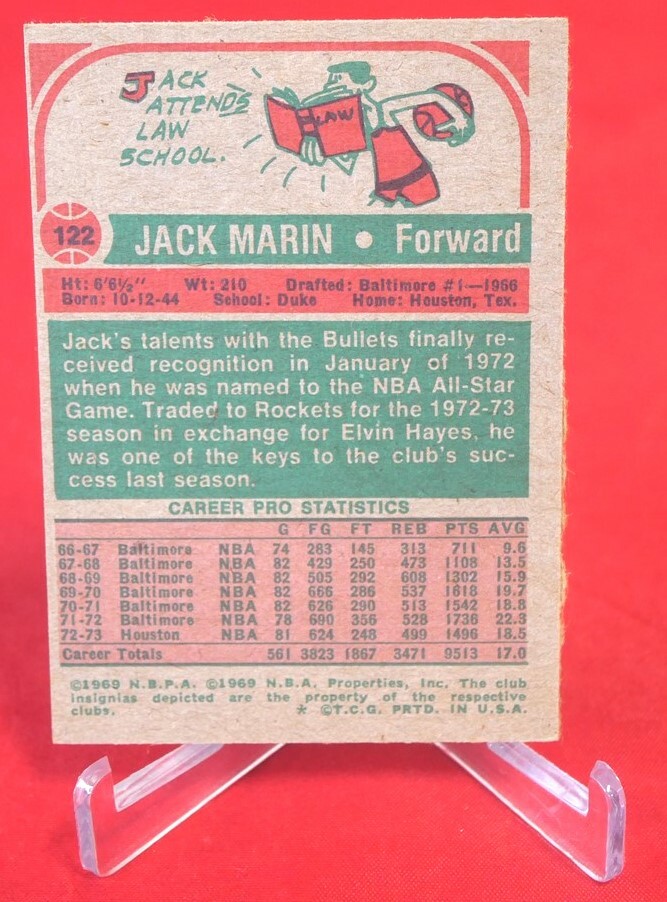 JACK
ATTENDS
LAW
SCHOOL.
LAW
122
JACK MARIN • Forward
Ht: 6'6½" Wt: 210 Drafted: Baltimore #1—1966
Born: 10-12-44 School: Duke Home: Houston, Tex.
Jack's talents with the Bullets finally re-
ceived recognition in January of 1972
when he was named to the NBA All-Star
Game. Traded to Rockets for the 1972-73
season in exchange for Elvin Hayes, he
was one of the keys to the club's suc-
cess last season.
CAREER PRO STATISTICS
G FG FT REB PTS AVG
66-67 Baltimore NBA 74 283 145 313 711 9.6
67-68 Baltimore NBA 82 429 250 473 1108 13.5
68-69 Baltimore NBA 82 505 292 608 1302 15.9
69-70 Baltimore NBA 82 666 286 537 1618 19.7
70-71 Baltimore NBA 82 626 290 513 1542 18.8
71-72 Baltimore NBA 78 690 356 528 1736 22.3
72-73 Houston NBA 81 624 248 499 1496 18.5
Career Totals 561 3823 1867 3471 9513 17.0
©1969 N.B.P.A. ©1969 N.B.A. Properties, Inc. The club
insignias depicted are the property of the respective
clubs. * ©T.C.G. PRTD. IN U.S.A.